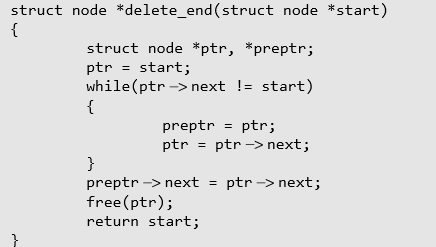 struct node *delete_end(struct node *start)
{
struct node *ptr, *preptr;
ptr = start;
while(ptr -> next != start)
{
preptr = ptr;
ptr = ptr -> next;
}
preptr -> next = ptr -> next;
free(ptr);
return start;
}